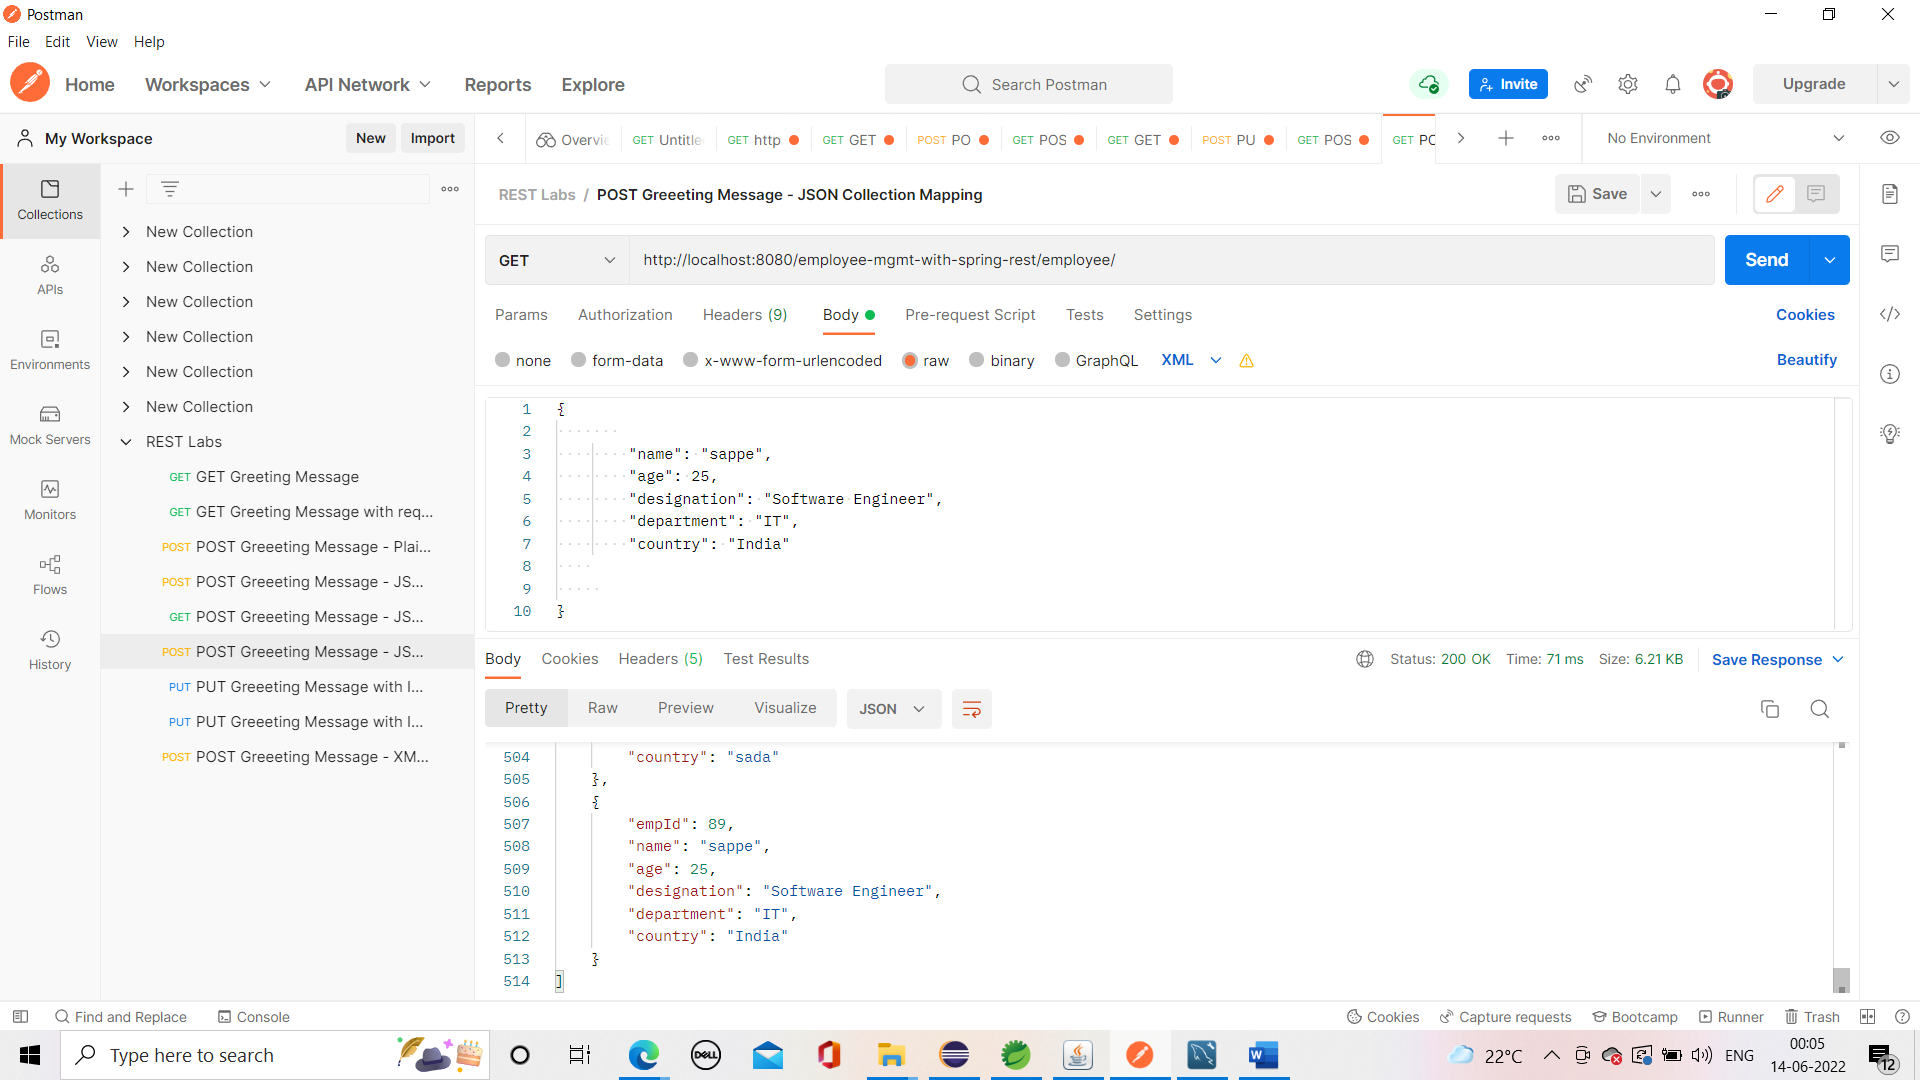 Postman
File Edit View Help
Home Workspaces API Network Reports Explore
Search Postman
Invite
Upgrade
My Workspace
New Import
Overvie
GET Untitle
GET http
GET GET
POST PO
GET POS
GET GET
POST PU
GET POS
GET PO
No Environment
Collections
APIs
Environments
Mock Servers
Monitors
Flows
History
New Collection
New Collection
New Collection
New Collection
New Collection
New Collection
REST Labs
GET GET Greeting Message
GET GET Greeting Message with req...
POST POST Greeeting Message - Plai...
POST POST Greeeting Message - JS...
GET POST Greeeting Message - JS...
POST POST Greeeting Message - JS...
PUT PUT Greeeting Message with I...
PUT PUT Greeeting Message with I...
POST POST Greeeting Message - XM...
REST Labs / POST Greeeting Message - JSON Collection Mapping
Save
GET http://localhost:8080/employee-mgmt-with-spring-rest/employee/
Send
Params Authorization Headers (9) Body Pre-request Script Tests Settings
Cookies
none form-data x-www-form-urlencoded raw binary GraphQL XML
Beautify
1 {
2
3 "name": "sappe",
4 "age": 25,
5 "designation": "Software Engineer",
6 "department": "IT",
7 "country": "India"
8
9
10 }
Body Cookies Headers (5) Test Results
Status: 200 OK Time: 71 ms Size: 6.21 KB Save Response
Pretty Raw Preview Visualize JSON
504 "country": "sada"
505 },
506 {
507 "empId": 89,
508 "name": "sappe",
509 "age": 25,
510 "designation": "Software Engineer",
511 "department": "IT",
512 "country": "India"
513 }
514 ]
Find and Replace Console
Cookies Capture requests Bootcamp Runner Trash
Type here to search
DELL
22°C
ENG
00:05
14-06-2022
12